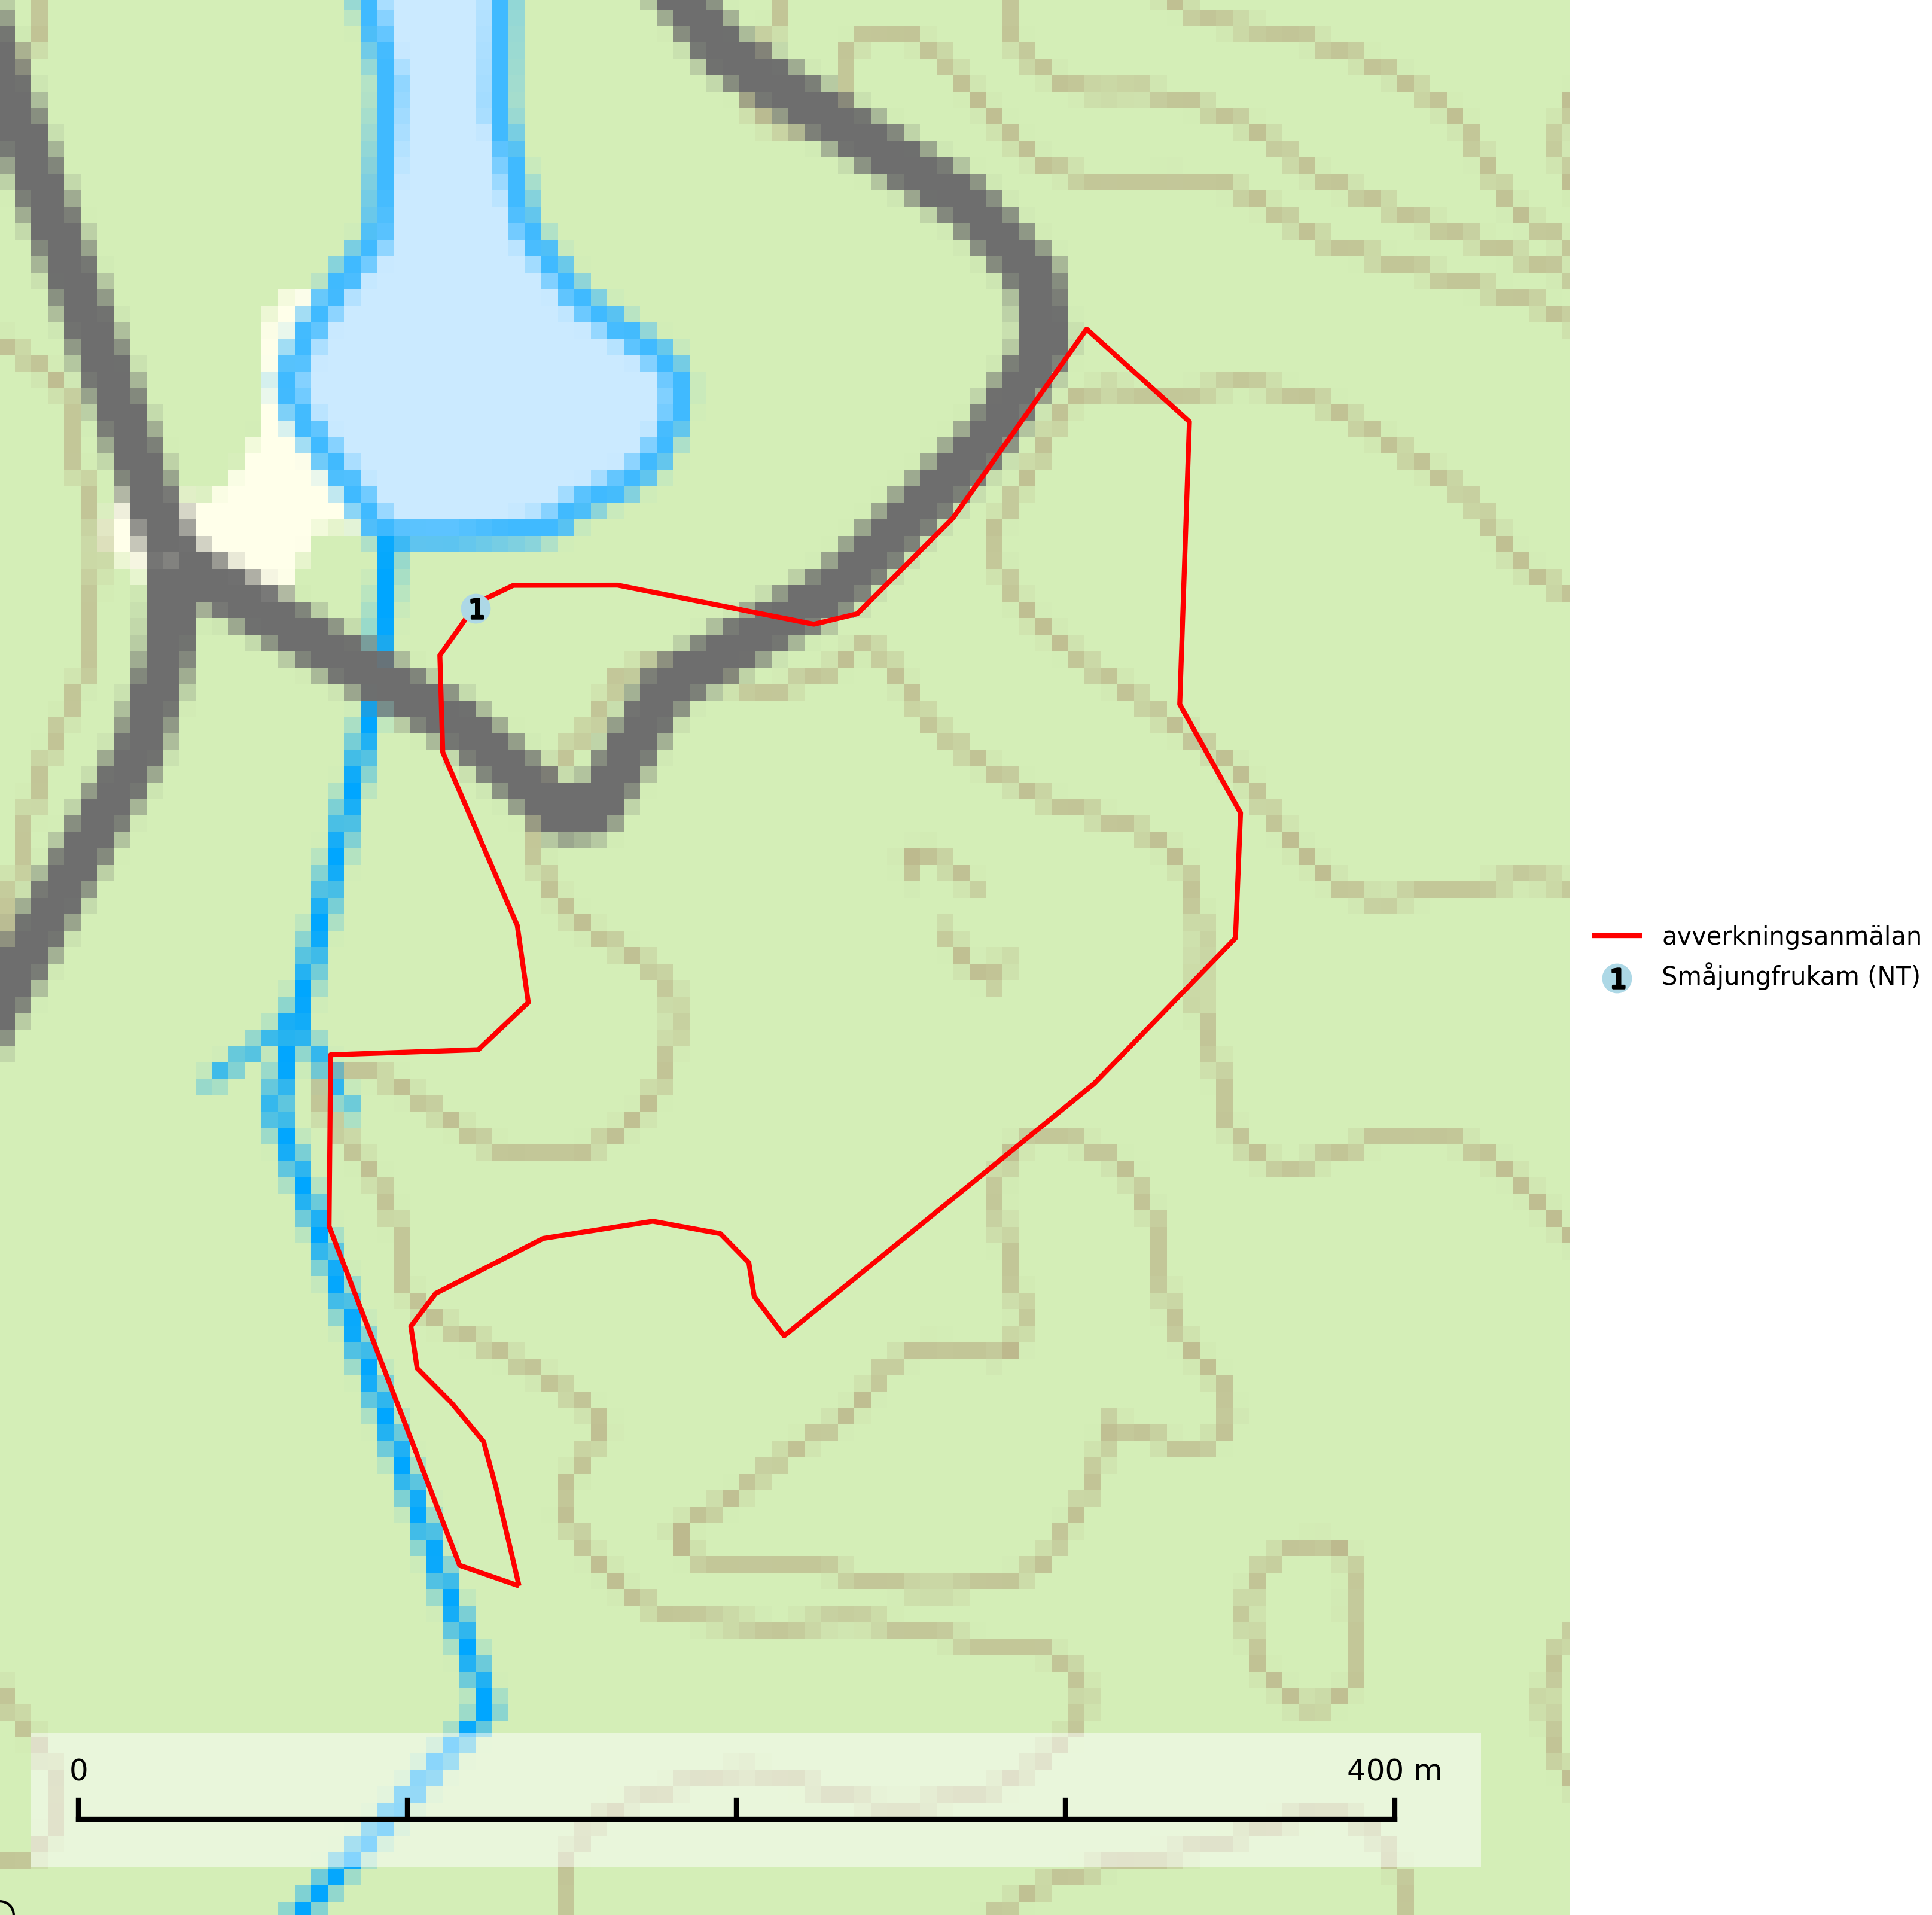 1
avverkningsanmälan
1 Småjungfrukam (NT)
0 400 m